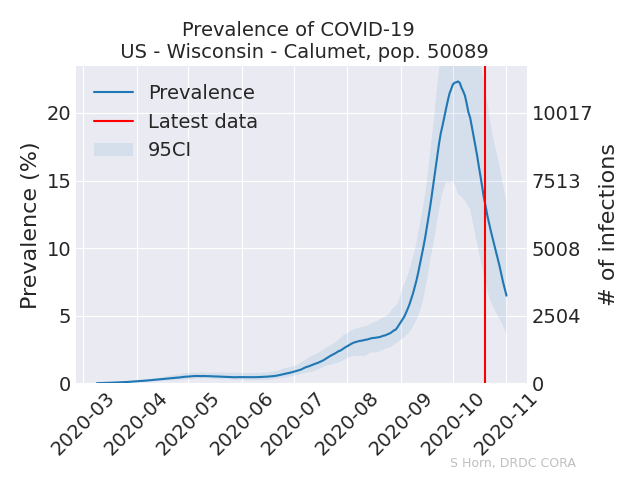 Prevalence of COVID-19
US - Wisconsin - Calumet, pop. 50089
Prevalence
Latest data
95CI
Prevalence (%)
20
15
10
5
0
10017
7513
5008
2504
0
# of infections
2020-03
2020-04
2020-05
2020-06
2020-07
2020-08
2020-09
2020-10
2020-11
S Horn, DRDC CORA